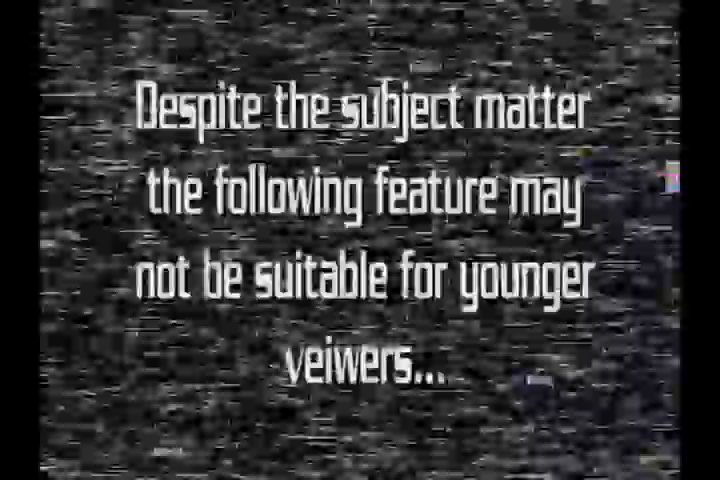 Despite the subject matter
the following feature may
not be suitable for younger
veiwers...